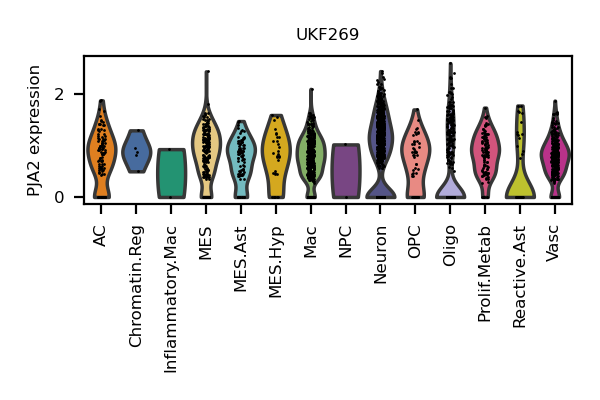 UKF269
PJA2 expression
2
0
AC
Chromatin.Reg
Inflammatory.Mac
MES
MES.Ast
MES.Hyp
Mac
NPC
Neuron
OPC
Oligo
Prolif.Metab
Reactive.Ast
Vasc